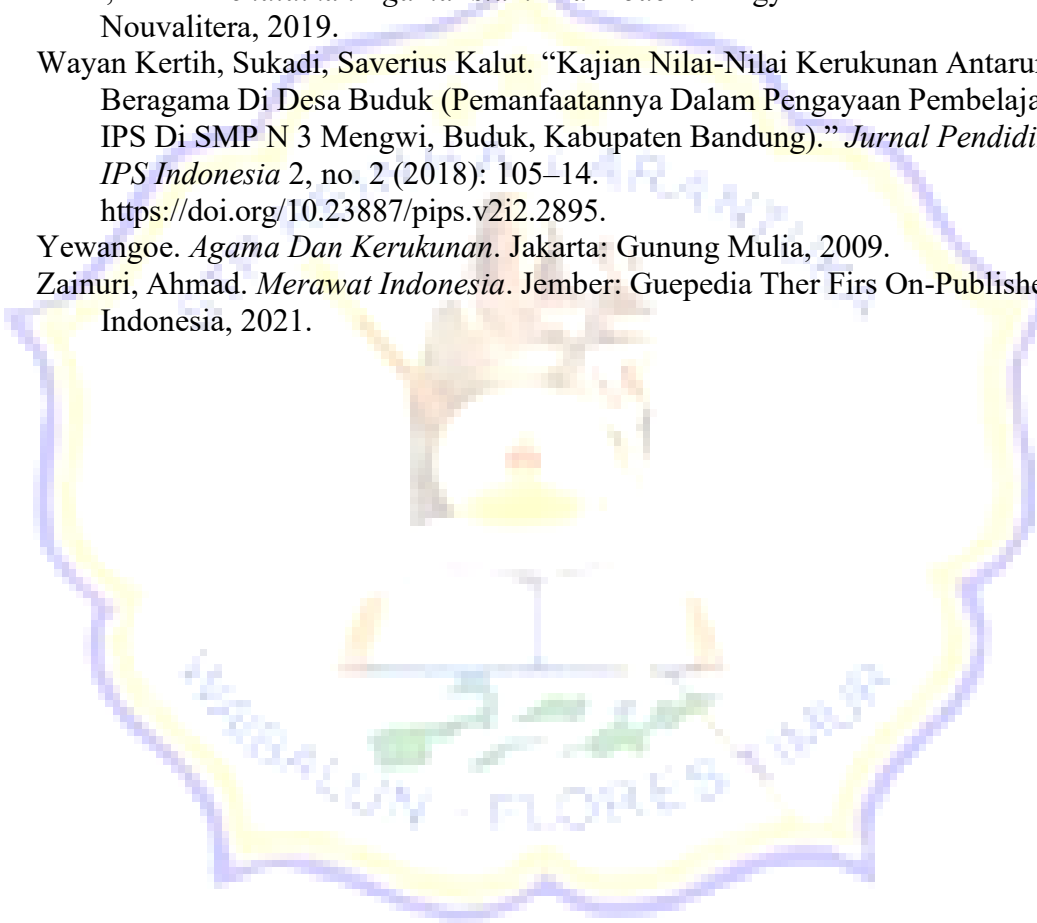 Nouvalitera, 2019.
Wayan Kertih, Sukadi, Saverius Kalut. “Kajian Nilai-Nilai Kerukunan Antaru
Beragama Di Desa Buduk (Pemanfaatannya Dalam Pengayaan Pembelaja
IPS Di SMP N 3 Mengwi, Buduk, Kabupaten Bandung).” Jurnal Pendidi
IPS Indonesia 2, no. 2 (2018): 105–14.
https://doi.org/10.23887/pips.v2i2.2895.
Yewangoe. Agama Dan Kerukunan. Jakarta: Gunung Mulia, 2009.
Zainuri, Ahmad. Merawat Indonesia. Jember: Guepedia Ther Firs On-Publishe
Indonesia, 2021.
WAIBALUN - FLORES TIMUR